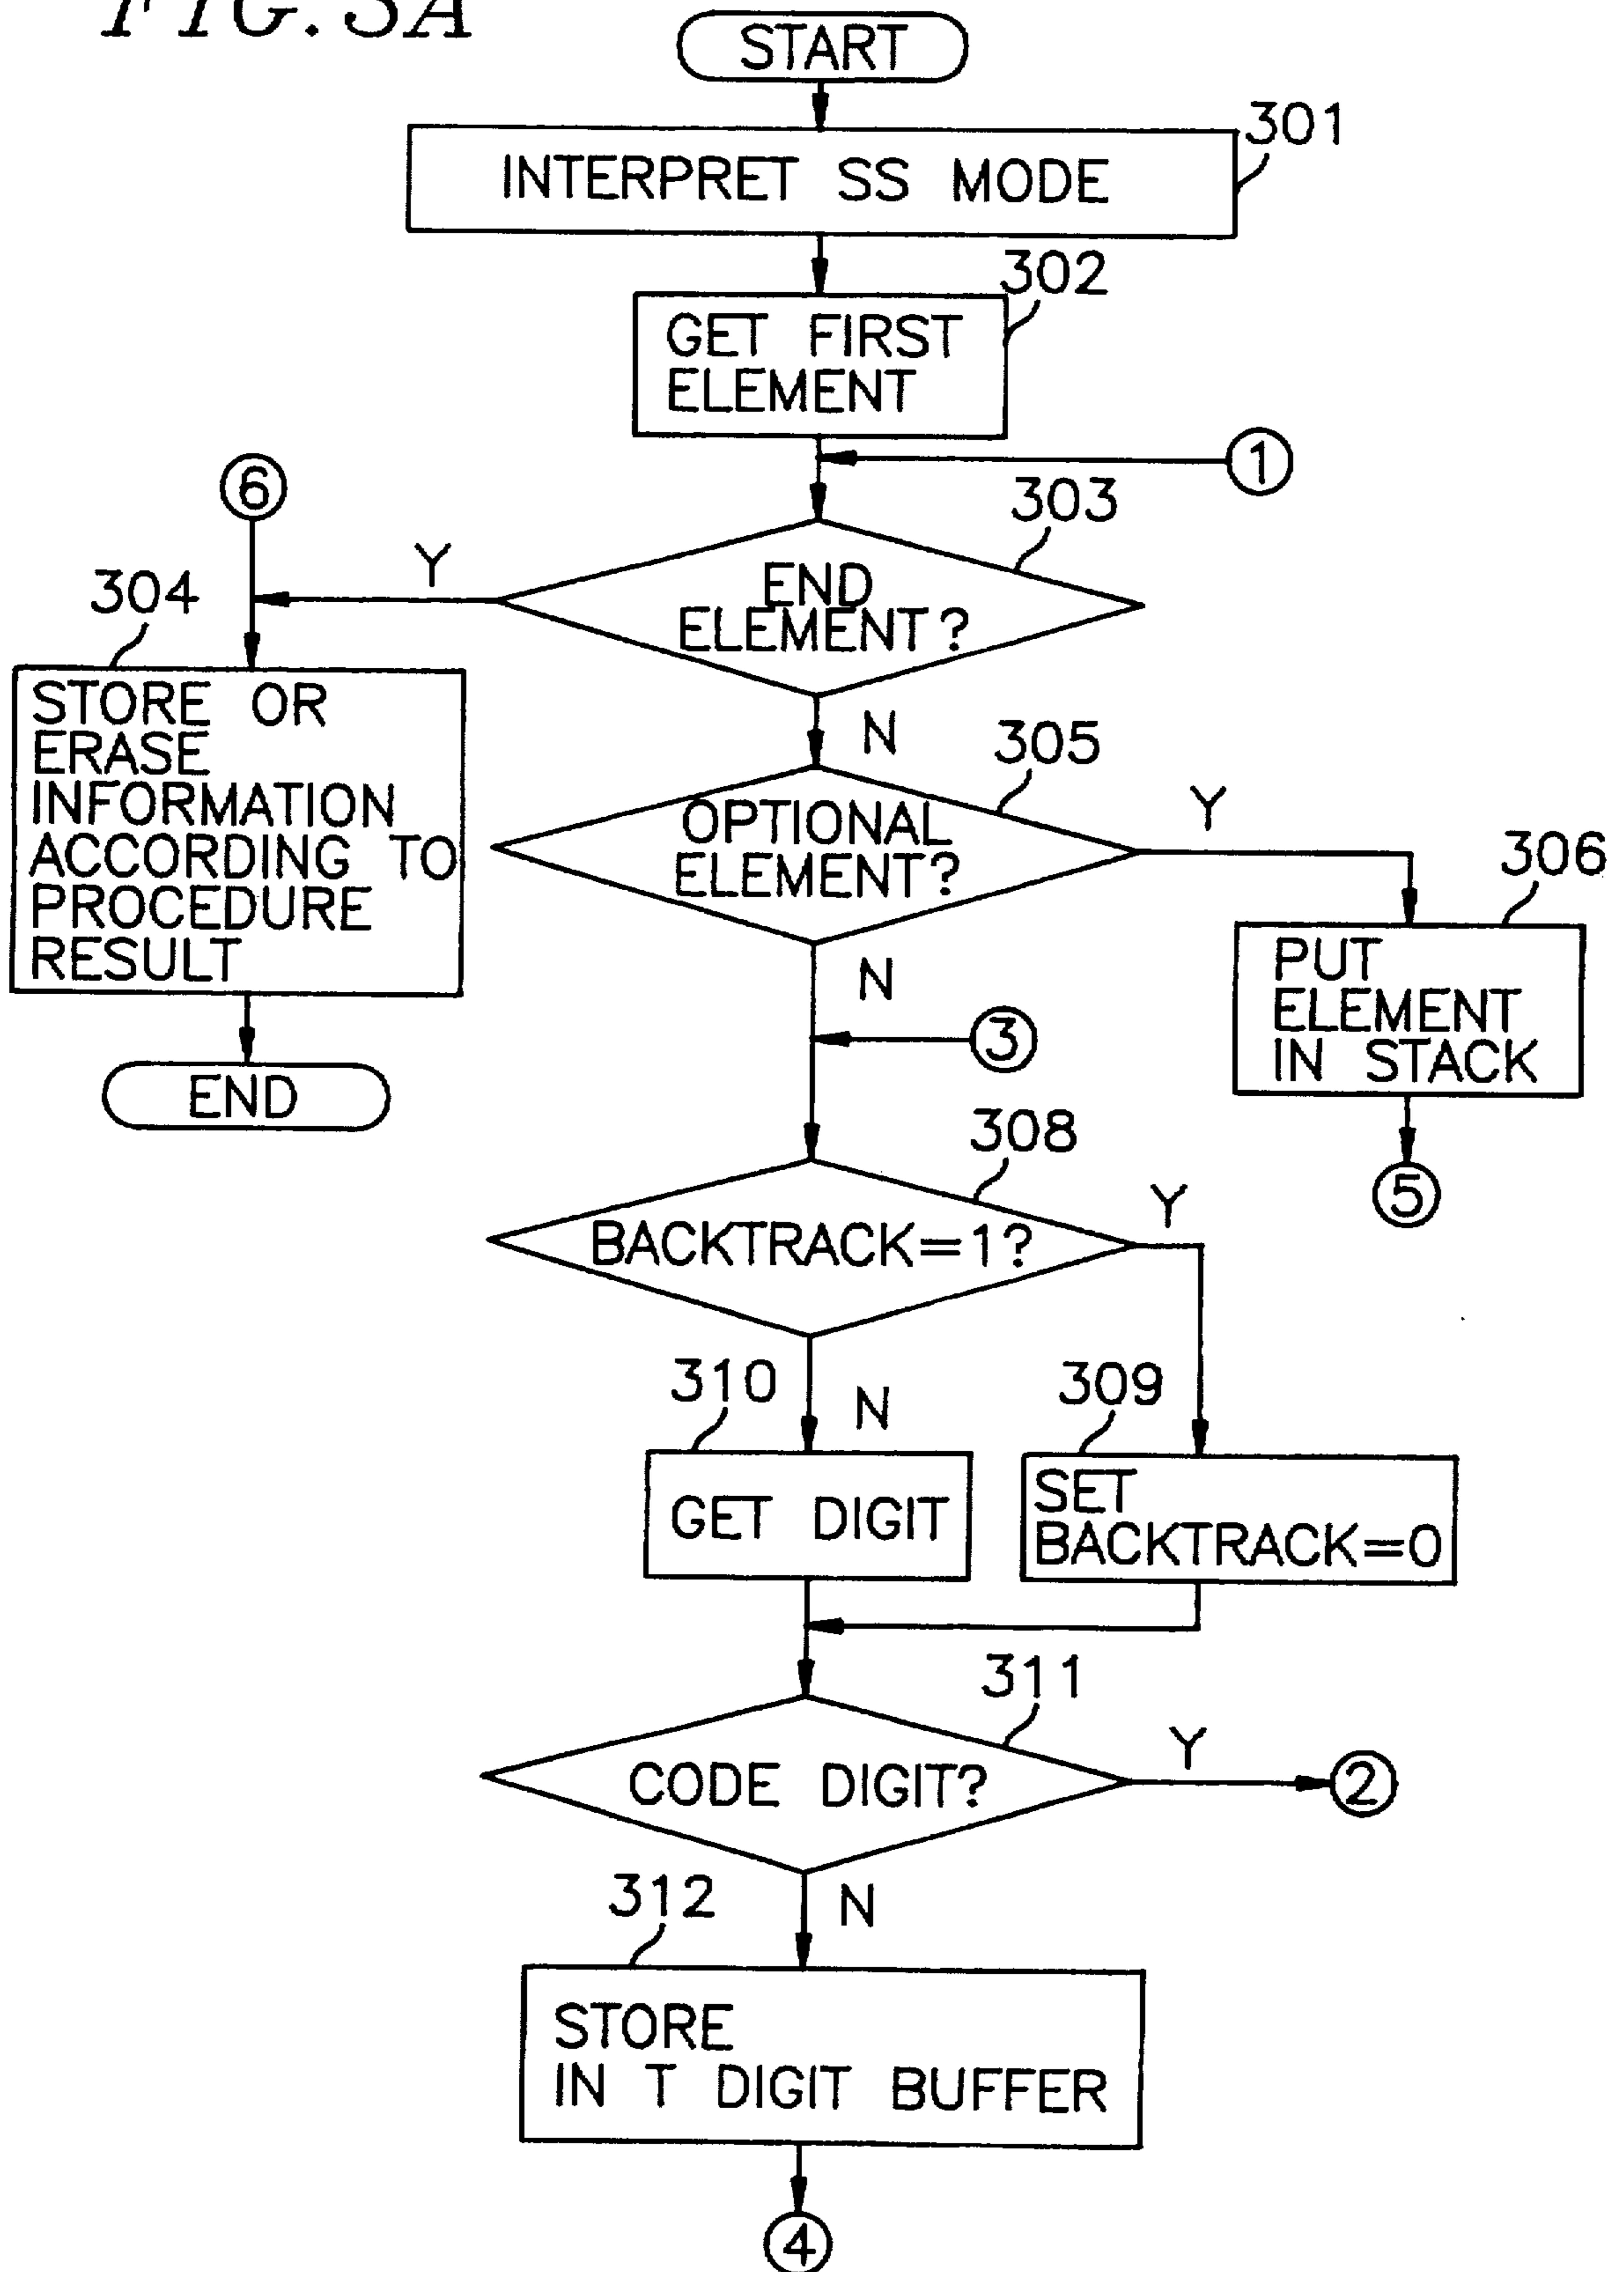 FIG. 3A
START
301
INTERPRET SS MODE
302
GET FIRST
ELEMENT
1
6
303
Y
END
ELEMENT?
304
STORE OR
ERASE
INFORMATION
ACCORDING TO
PROCEDURE
RESULT
END
N
305
OPTIONAL
ELEMENT?
Y
306
PUT
ELEMENT
IN STACK
5
N
3
308
BACKTRACK=1?
Y
310
N
309
GET DIGIT
SET
BACKTRACK=0
311
CODE DIGIT?
Y
2
312
N
STORE
IN T DIGIT BUFFER
4